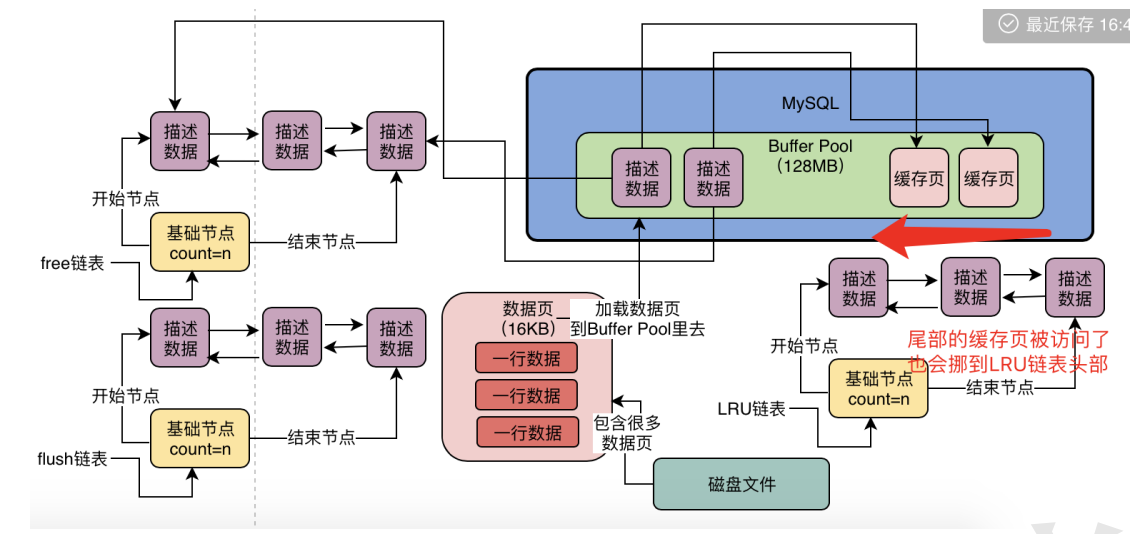 最近保存 16:4
MySQL
Buffer Pool
（128MB）
描述
数据
描述
数据
缓存页
缓存页
描述
数据
描述
数据
描述
数据
开始节点
基础节点
count=n
结束节点
free链表
描述
数据
描述
数据
描述
数据
开始节点
基础节点
count=n
结束节点
flush链表
数据页
（16KB）
一行数据
一行数据
一行数据
加载数据页
到Buffer Pool里去
包含很多
数据页
磁盘文件
描述
数据
描述
数据
描述
数据
尾部的缓存页被访问了
也会挪到LRU链表头部
开始节点
基础节点
count=n
结束节点
LRU链表